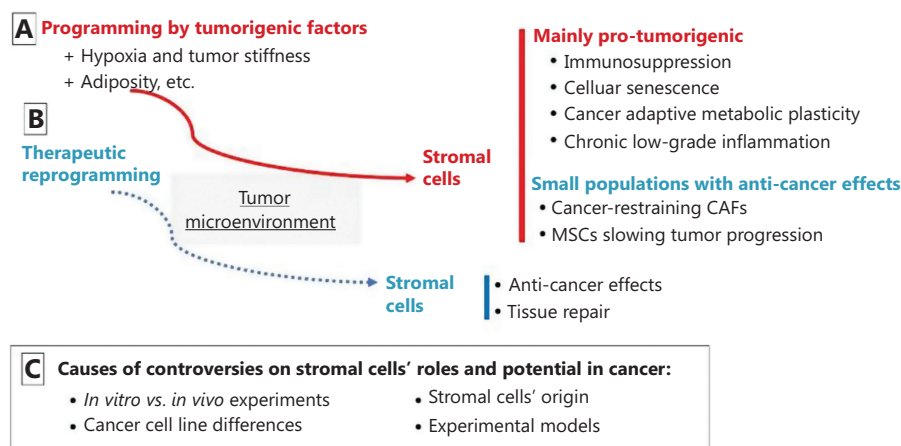 A Programming by tumorigenic factors
+ Hypoxia and tumor stiffness
+ Adiposity, etc.
B
Therapeutic
reprogramming
Tumor
microenvironment
Stromal
cells
Mainly pro-tumorigenic
• Immunosuppression
• Celluar senescence
• Cancer adaptive metabolic plasticity
• Chronic low-grade inflammation
Small populations with anti-cancer effects
• Cancer-restraining CAFs
• MSCs slowing tumor progression
Stromal
cells
• Anti-cancer effects
• Tissue repair
C Causes of controversies on stromal cells' roles and potential in cancer:
• In vitro vs. in vivo experiments
• Cancer cell line differences
• Stromal cells' origin
• Experimental models